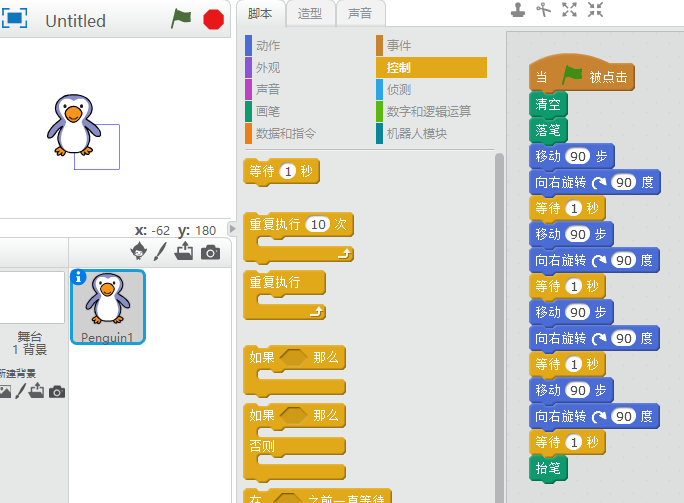 Untitled
x: -62 y: 180
Penguin1
舞台
1 背景
新建背景
脚本 造型 声音
动作 事件
外观 控制
声音 侦测
画笔 数字和逻辑运算
数据和指令 机器人模块
等待 1 秒
重复执行 10 次
重复执行
如果 那么
如果 那么
否则
在 之前一直等待
当 被点击
清空
落笔
移动 90 步
向右旋转 90 度
等待 1 秒
移动 90 步
向右旋转 90 度
等待 1 秒
移动 90 步
向右旋转 90 度
等待 1 秒
移动 90 步
向右旋转 90 度
等待 1 秒
抬笔